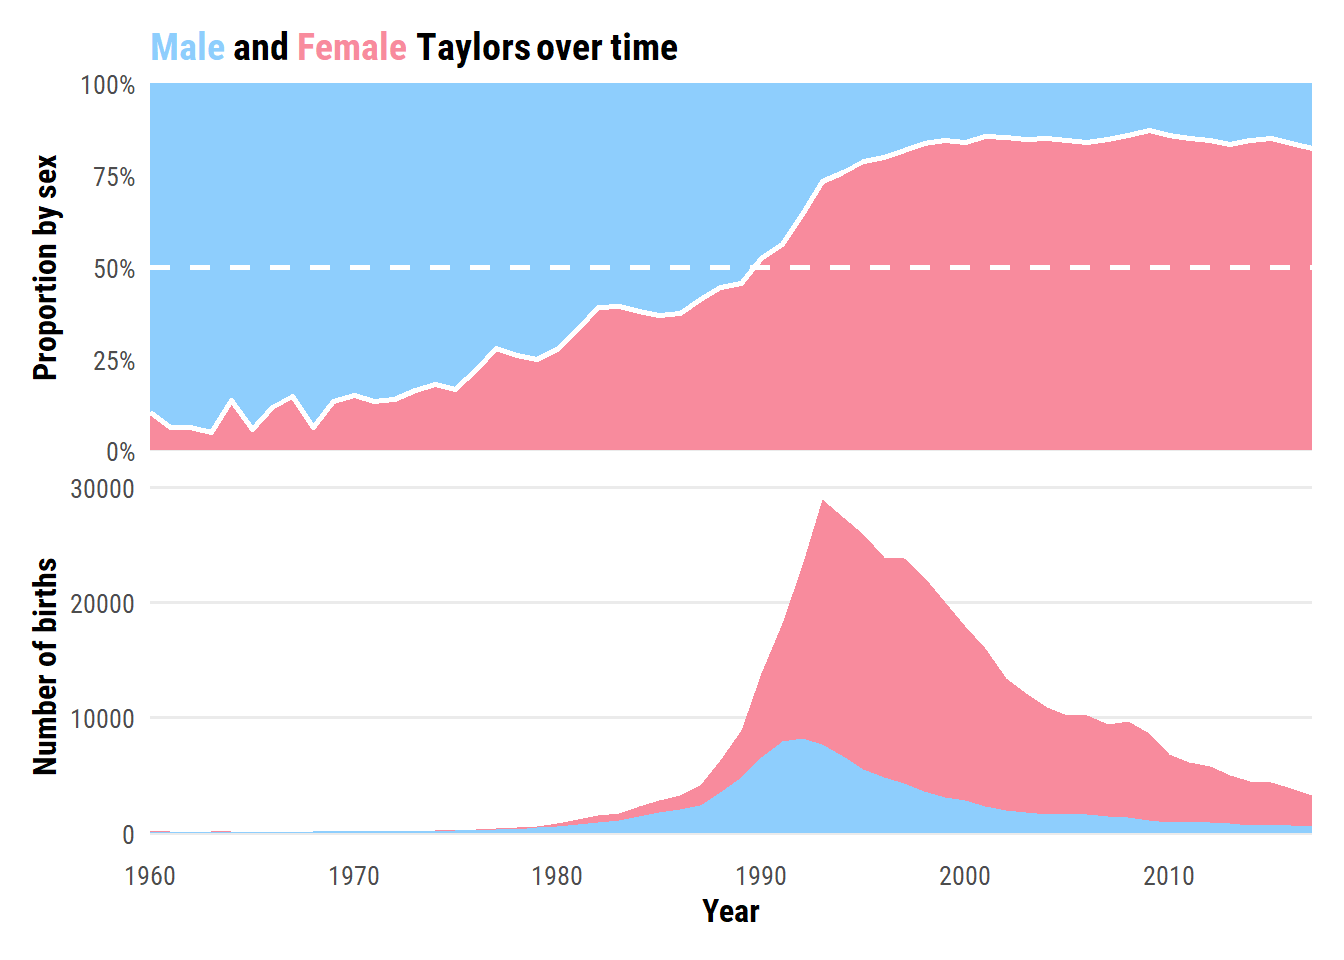 Male and Female Taylors over time
100%
75%
50%
25%
0%
Proportion by sex
30000
20000
10000
0
Number of births
1960 1970 1980 1990 2000 2010
Year